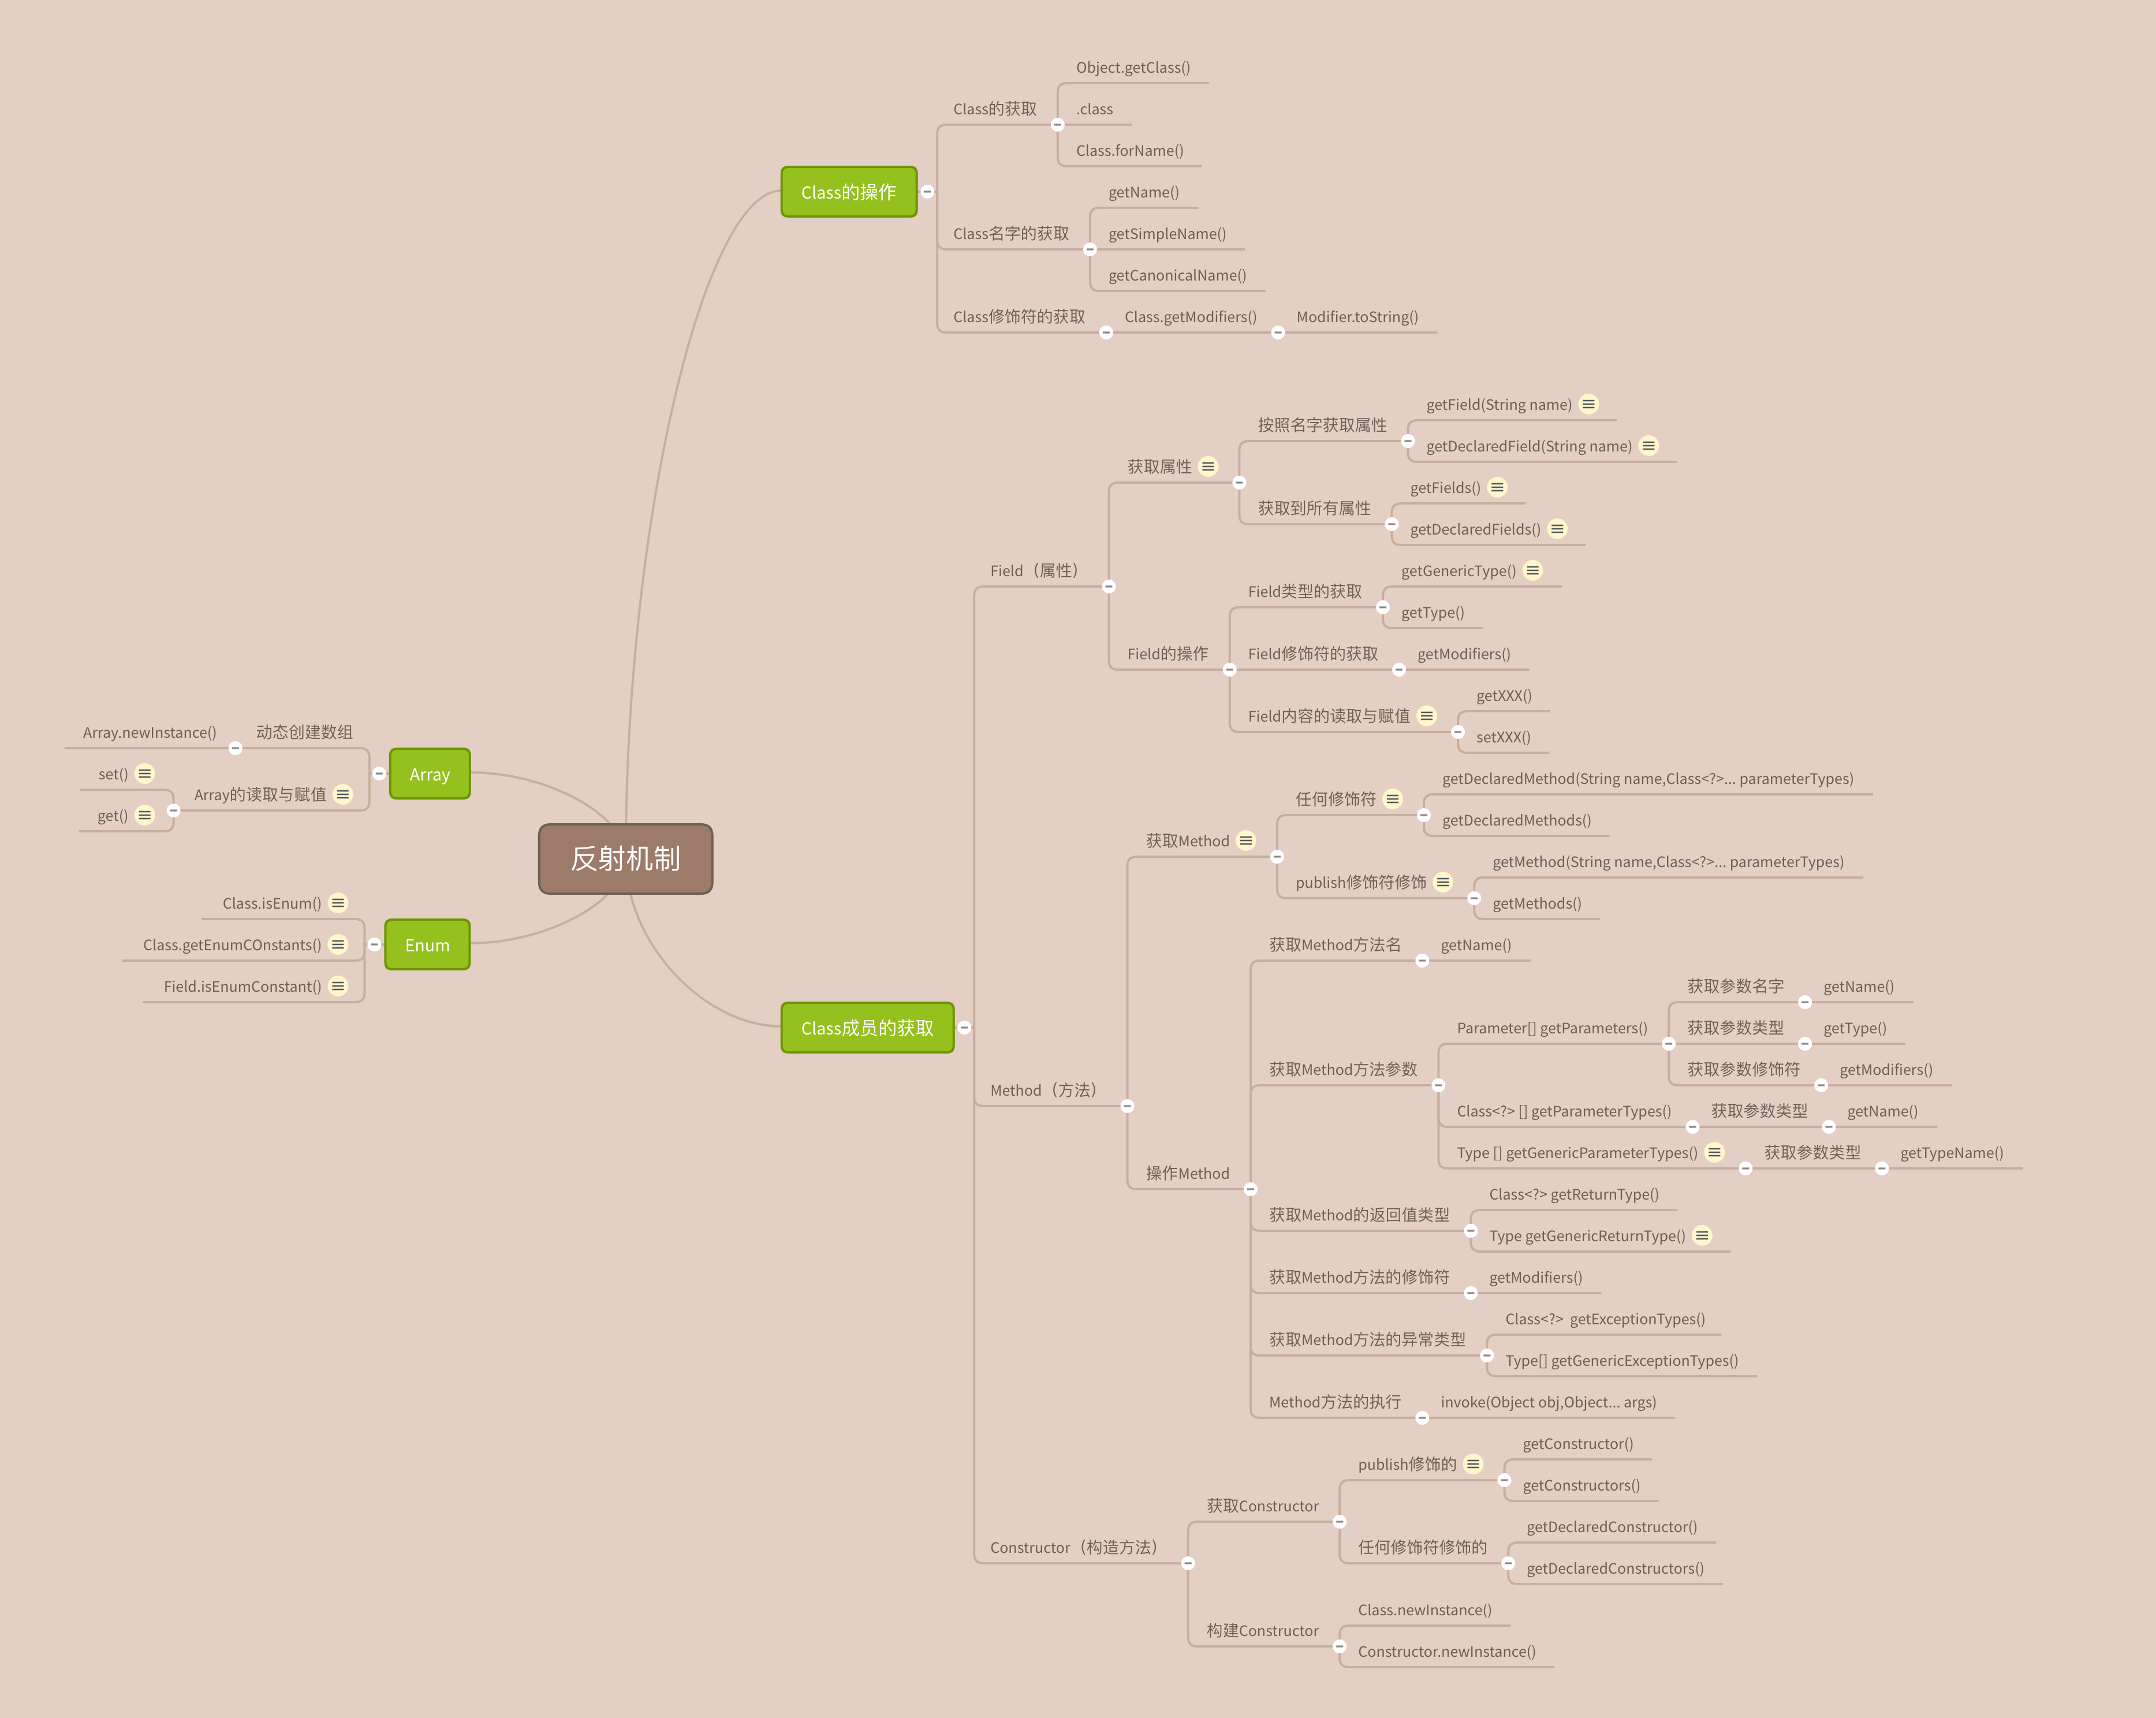 反射机制
Class的操作
Class的获取
Object.getClass()
.class
Class.forName()
Class名字的获取
getName()
getSimpleName()
getCanonicalName()
Class修饰符的获取
Class.getModifiers()
Modifier.toString()
Class成员的获取
Field（属性）
获取属性
按照名字获取属性
getField(String name)
getDeclaredField(String name)
获取到所有属性
getFields()
getDeclaredFields()
Field的操作
Field类型的获取
getGenericType()
getType()
Field修饰符的获取
getModifiers()
Field内容的读取与赋值
getXXX()
setXXX()
Method（方法）
获取Method
任何修饰符
getDeclaredMethod(String name,Class<?>... parameterTypes)
getDeclaredMethods()
publish修饰符修饰
getMethod(String name,Class<?>... parameterTypes)
getMethods()
操作Method
获取Method方法名
getName()
获取Method方法参数
Parameter[] getParameters()
获取参数名字
getName()
获取参数类型
getType()
获取参数修饰符
getModifiers()
Class<?> [] getParameterTypes()
获取参数类型
getName()
Type [] getGenericParameterTypes()
获取参数类型
getTypeName()
获取Method的返回值类型
Class<?> getReturnType()
Type getGenericReturnType()
获取Method方法的修饰符
getModifiers()
获取Method方法的异常类型
Class<?>  getExceptionTypes()
Type[] getGenericExceptionTypes()
Method方法的执行
invoke(Object obj,Object... args)
Constructor（构造方法）
获取Constructor
publish修饰的
getConstructor()
getConstructors()
任何修饰符修饰的
getDeclaredConstructor()
getDeclaredConstructors()
构建Constructor
Class.newInstance()
Constructor.newInstance()
Array
动态创建数组
Array.newInstance()
Array的读取与赋值
set()
get()
Enum
Class.isEnum()
Class.getEnumCOnstants()
Field.isEnumConstant()